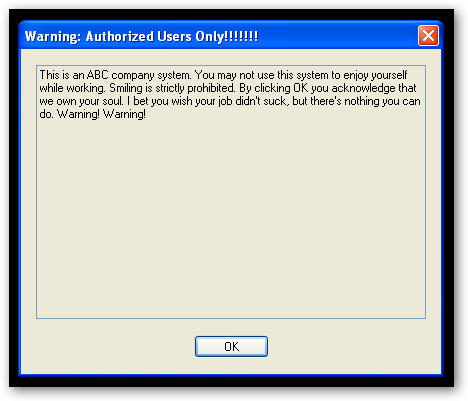 Warning: Authorized Users Only!!!!!!!
This is an ABC company system. You may not use this system to enjoy yourself
while working. Smiling is strictly prohibited. By clicking OK you acknowledge that
we own your soul. I bet you wish your job didn't suck, but there's nothing you can
do. Warning! Warning!
OK